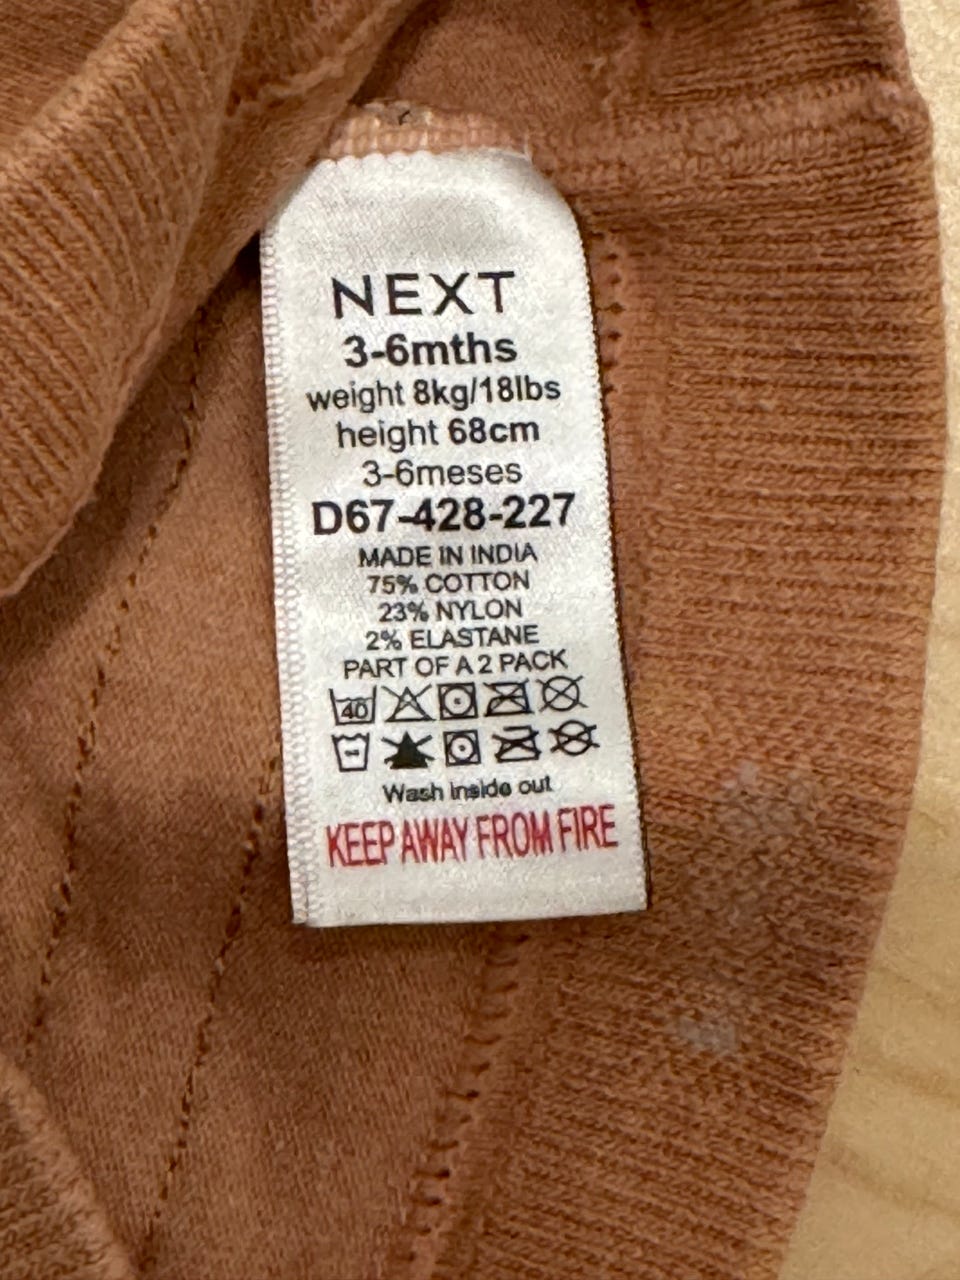 NEXT
3-6mths
weight 8kg/18lbs
height 68cm
3-6meses
D67-428-227
MADE IN INDIA
75% COTTON
23% NYLON
2% ELASTANE
PART OF A 2 PACK
40
Wash inside out
KEEP AWAY FROM FIRE